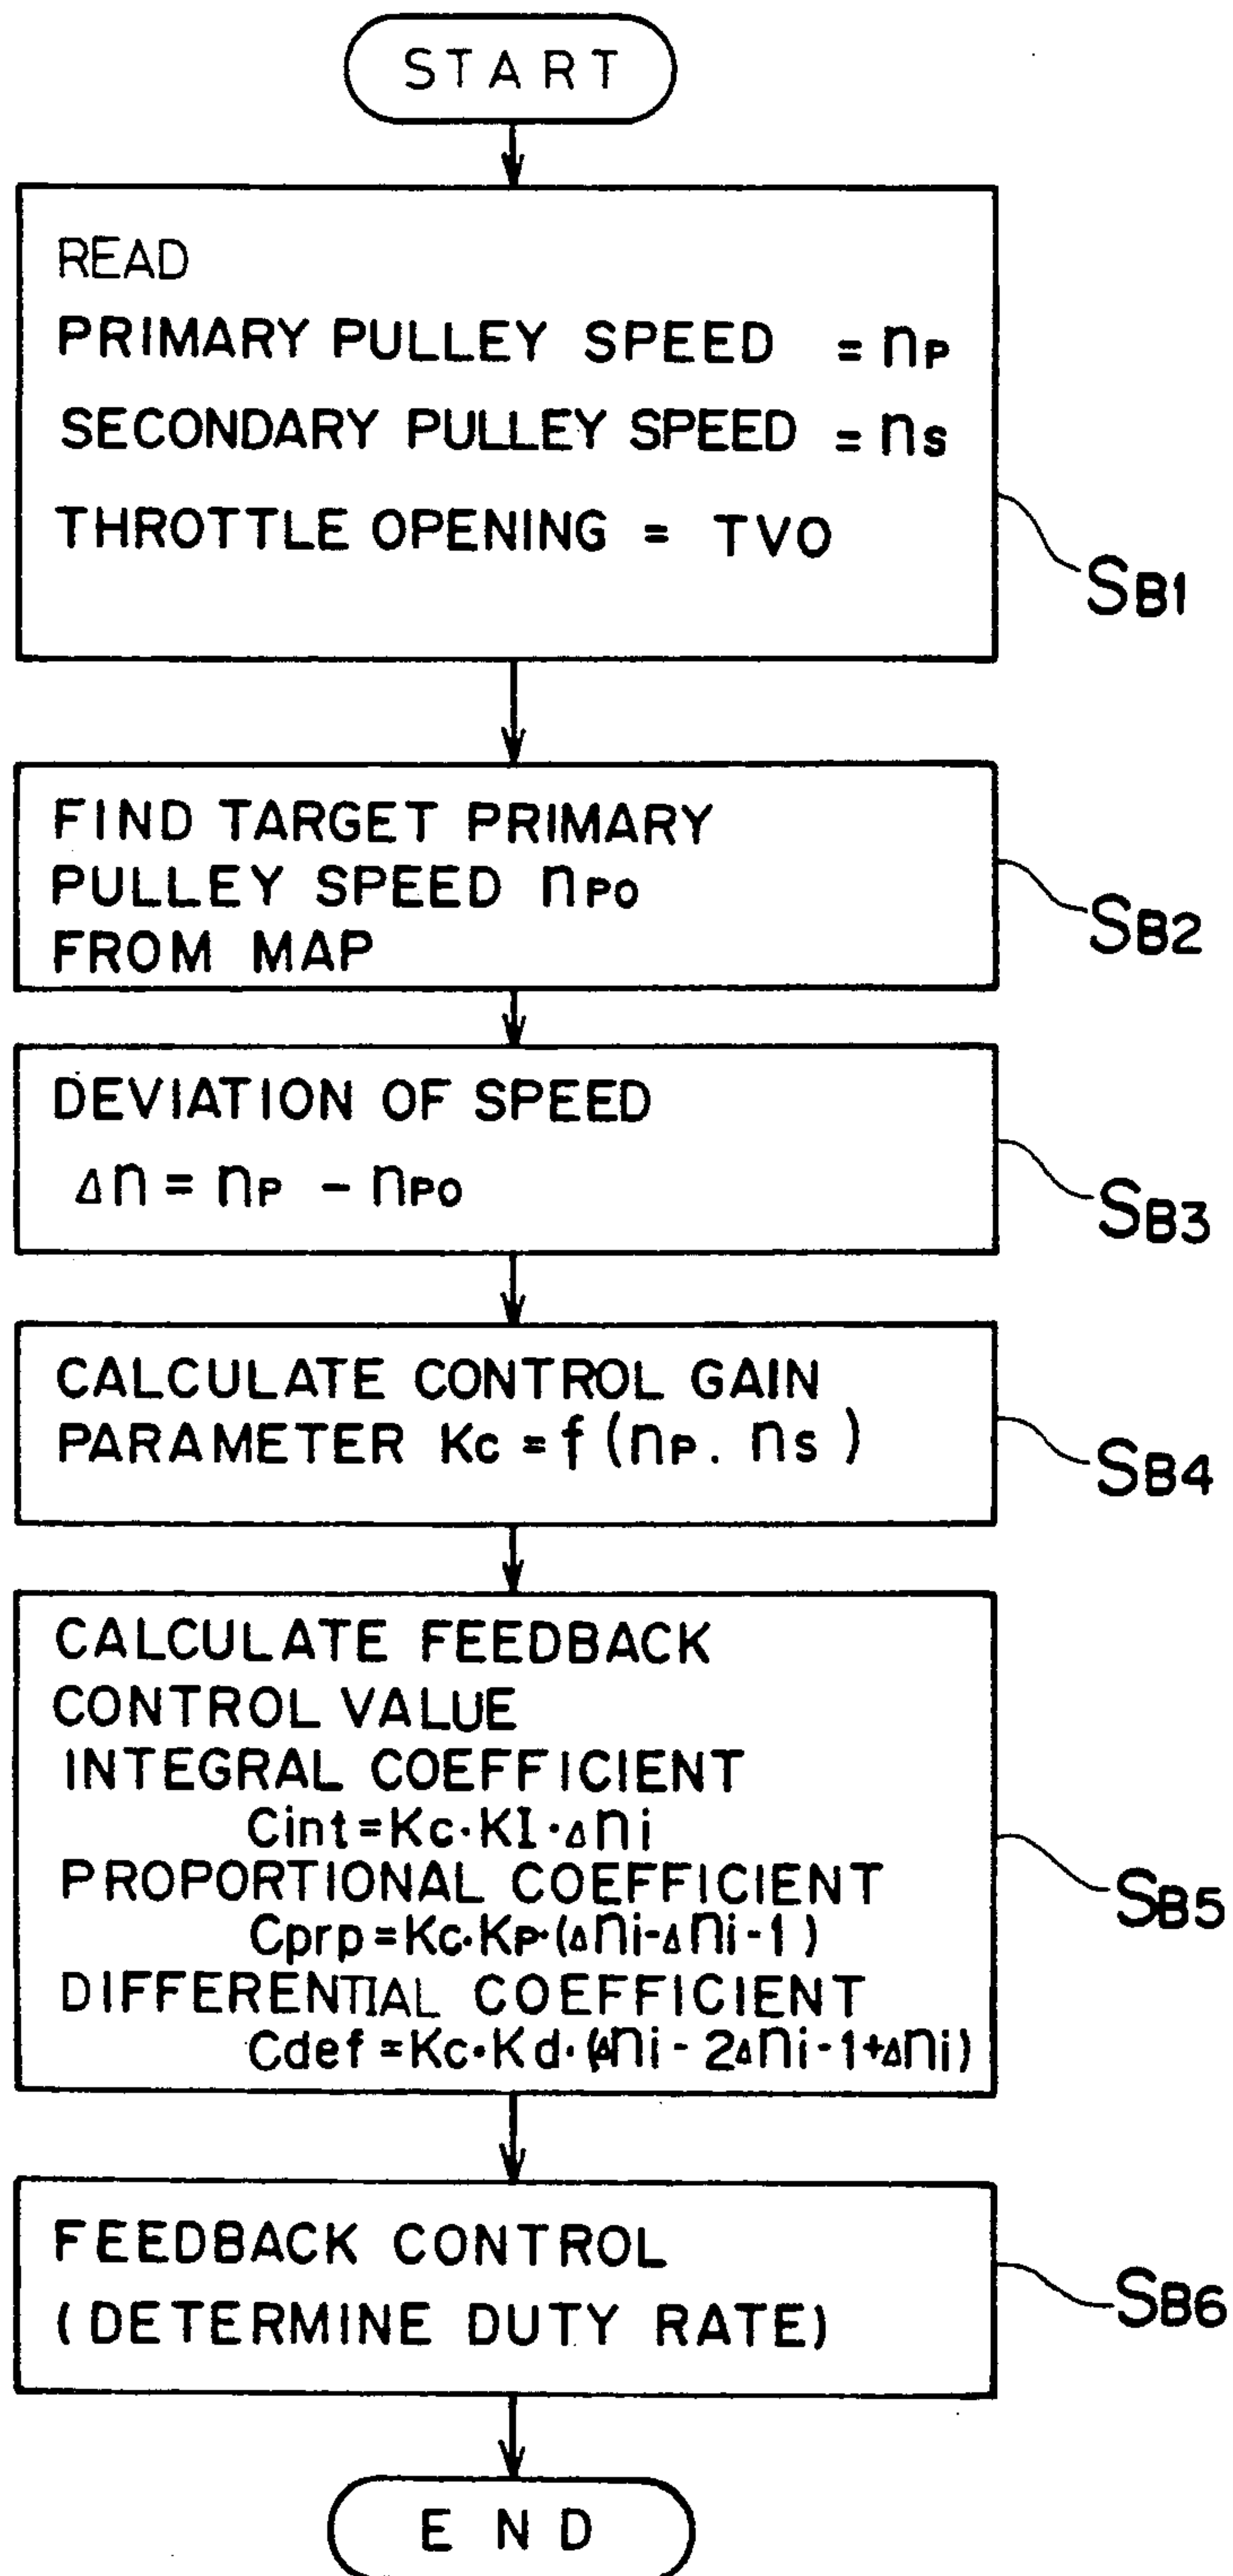 START
READ
PRIMARY PULLEY SPEED = nP
SECONDARY PULLEY SPEED = nS
THROTTLE OPENING = TVO
SB1
FIND TARGET PRIMARY
PULLEY SPEED nPO
FROM MAP
SB2
DEVIATION OF SPEED
Δn = nP - nPO
SB3
CALCULATE CONTROL GAIN
PARAMETER Kc = f (nP. nS)
SB4
CALCULATE FEEDBACK
CONTROL VALUE
INTEGRAL COEFFICIENT
Cint = Kc・KI・Δni
PROPORTIONAL COEFFICIENT
Cprp = Kc・KP・(Δni-Δni-1)
DIFFERENTIAL COEFFICIENT
Cdef = Kc・Kd・(Δni - 2Δni-1+Δni)
SB5
FEEDBACK CONTROL
(DETERMINE DUTY RATE)
SB6
END